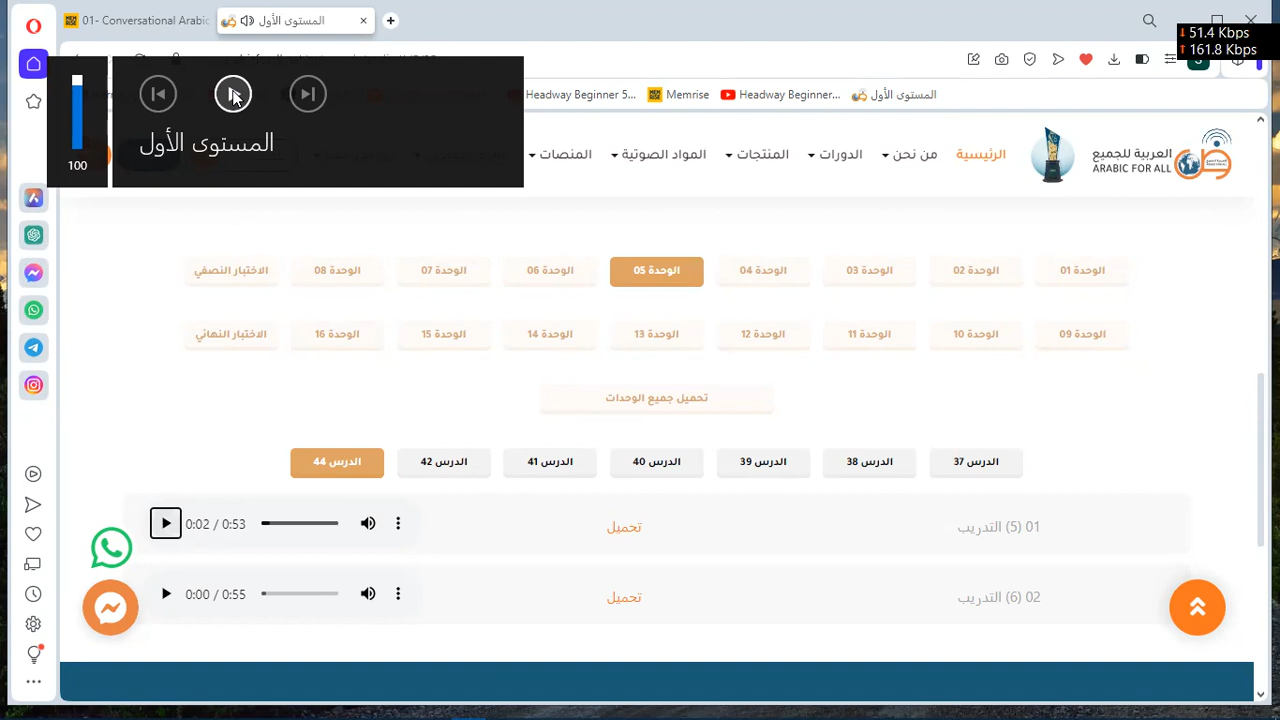 01- Conversational Arabic
المستوى الأول
51.4 Kbps
161.8 Kbps
Headway Beginner 5...
Memrise
Headway Beginner...
المستوى الأول
المستوى الأول
100
الرئيسية
من نحن
الدورات
المنتجات
المواد الصوتية
المنصات
العربية للجميع
ARABIC FOR ALL
الوحدة 01
الوحدة 02
الوحدة 03
الوحدة 04
الوحدة 05
الوحدة 06
الوحدة 07
الوحدة 08
الاختبار النصفي
الوحدة 09
الوحدة 10
الوحدة 11
الوحدة 12
الوحدة 13
الوحدة 14
الوحدة 15
الوحدة 16
الاختبار النهائي
تحميل جميع الوحدات
الدرس 37
الدرس 38
الدرس 39
الدرس 40
الدرس 41
الدرس 42
الدرس 44
01 التدريب (5)
تحميل
0:02 / 0:53
02 التدريب (6)
تحميل
0:00 / 0:55